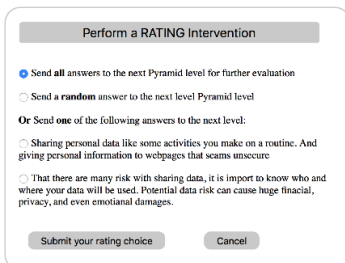 Perform a RATING Intervention
Send all answers to the next Pyramid level for further evaluation
Send a random answer to the next level Pyramid level
Or Send one of the following answers to the next level:
Sharing personal data like some activities you make on a routine. And
giving personal information to webpages that seams unsecure
That there are many risk with sharing data, it is import to know who and
where your data will be used. Potential data risk can cause huge finacial,
privacy, and even emotianal damages.
Submit your rating choice
Cancel